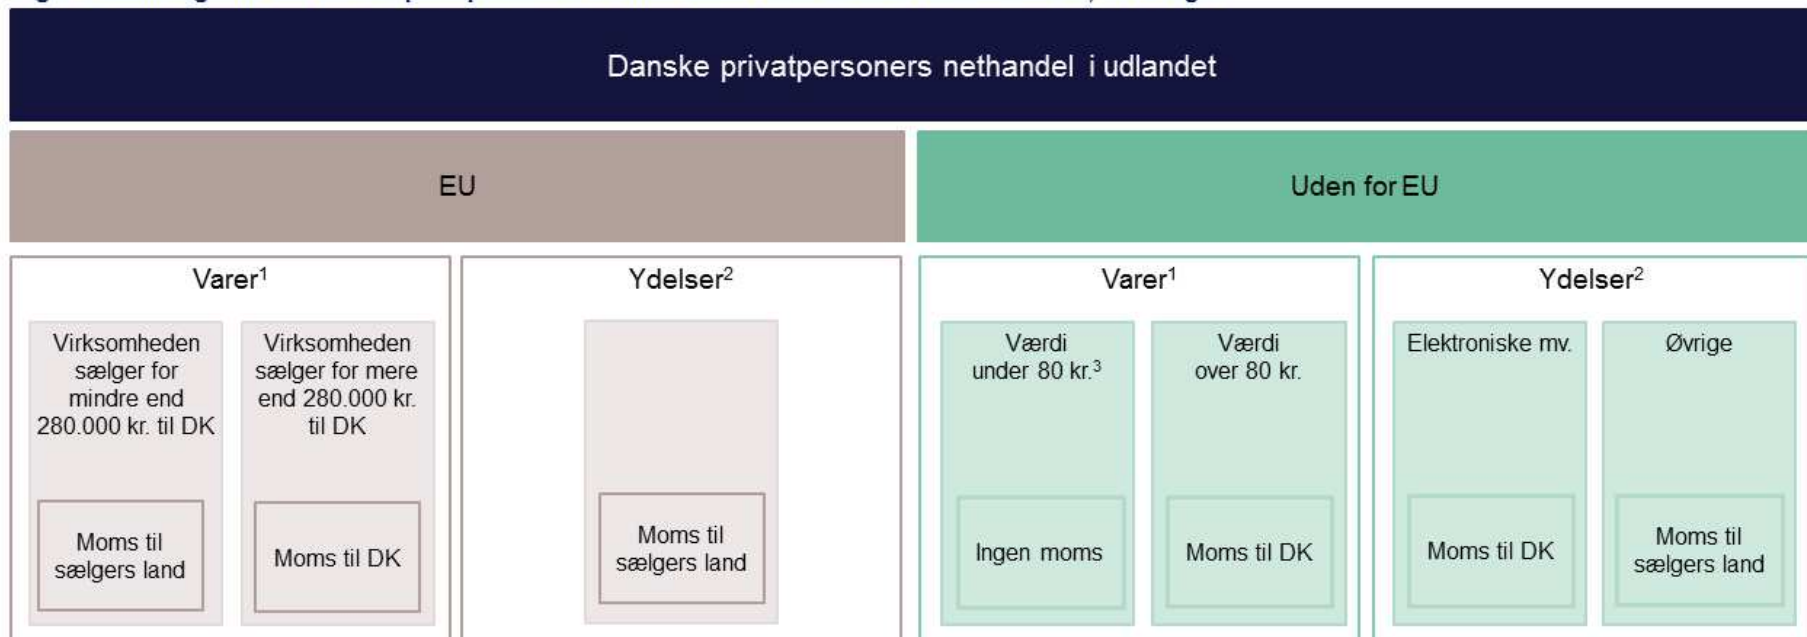 Danske privatpersoners nethandel i udlandet
EU
Uden for EU
Varer¹
Ydelser²
Varer¹
Ydelser²
Virksomheden
sælger for
mindre end
280.000 kr. til DK
Virksomheden
sælger for mere
end 280.000 kr.
til DK
Værdi
under 80 kr.³
Værdi
over 80 kr.
Elektroniske mv.
Øvrige
Moms til
sælgers land
Moms til DK
Moms til
sælgers land
Ingen moms
Moms til DK
Moms til DK
Moms til
sælgers land